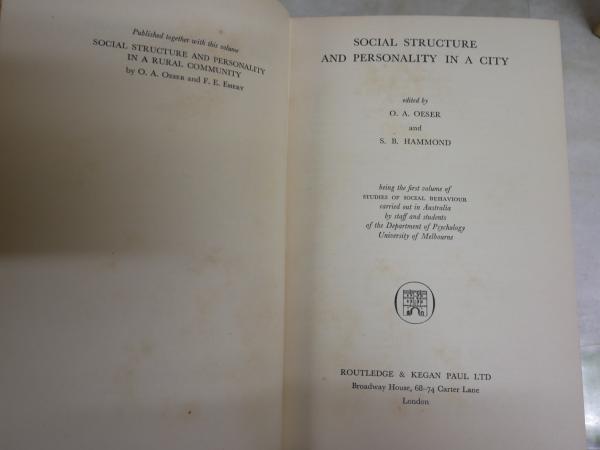 Published together with this volume
SOCIAL STRUCTURE AND PERSONALITY
IN A RURAL COMMUNITY
by O. A. OESER and F. E. EMERY
SOCIAL STRUCTURE
AND PERSONALITY IN A CITY
edited by
O. A. OESER
and
S. B. HAMMOND
being the first volume of
STUDIES OF SOCIAL BEHAVIOUR
carried out in Australia
by staff and students
of the Department of Psychology
University of Melbourne
ROUTLEDGE & KEGAN PAUL LTD
Broadway House, 68–74 Carter Lane
London